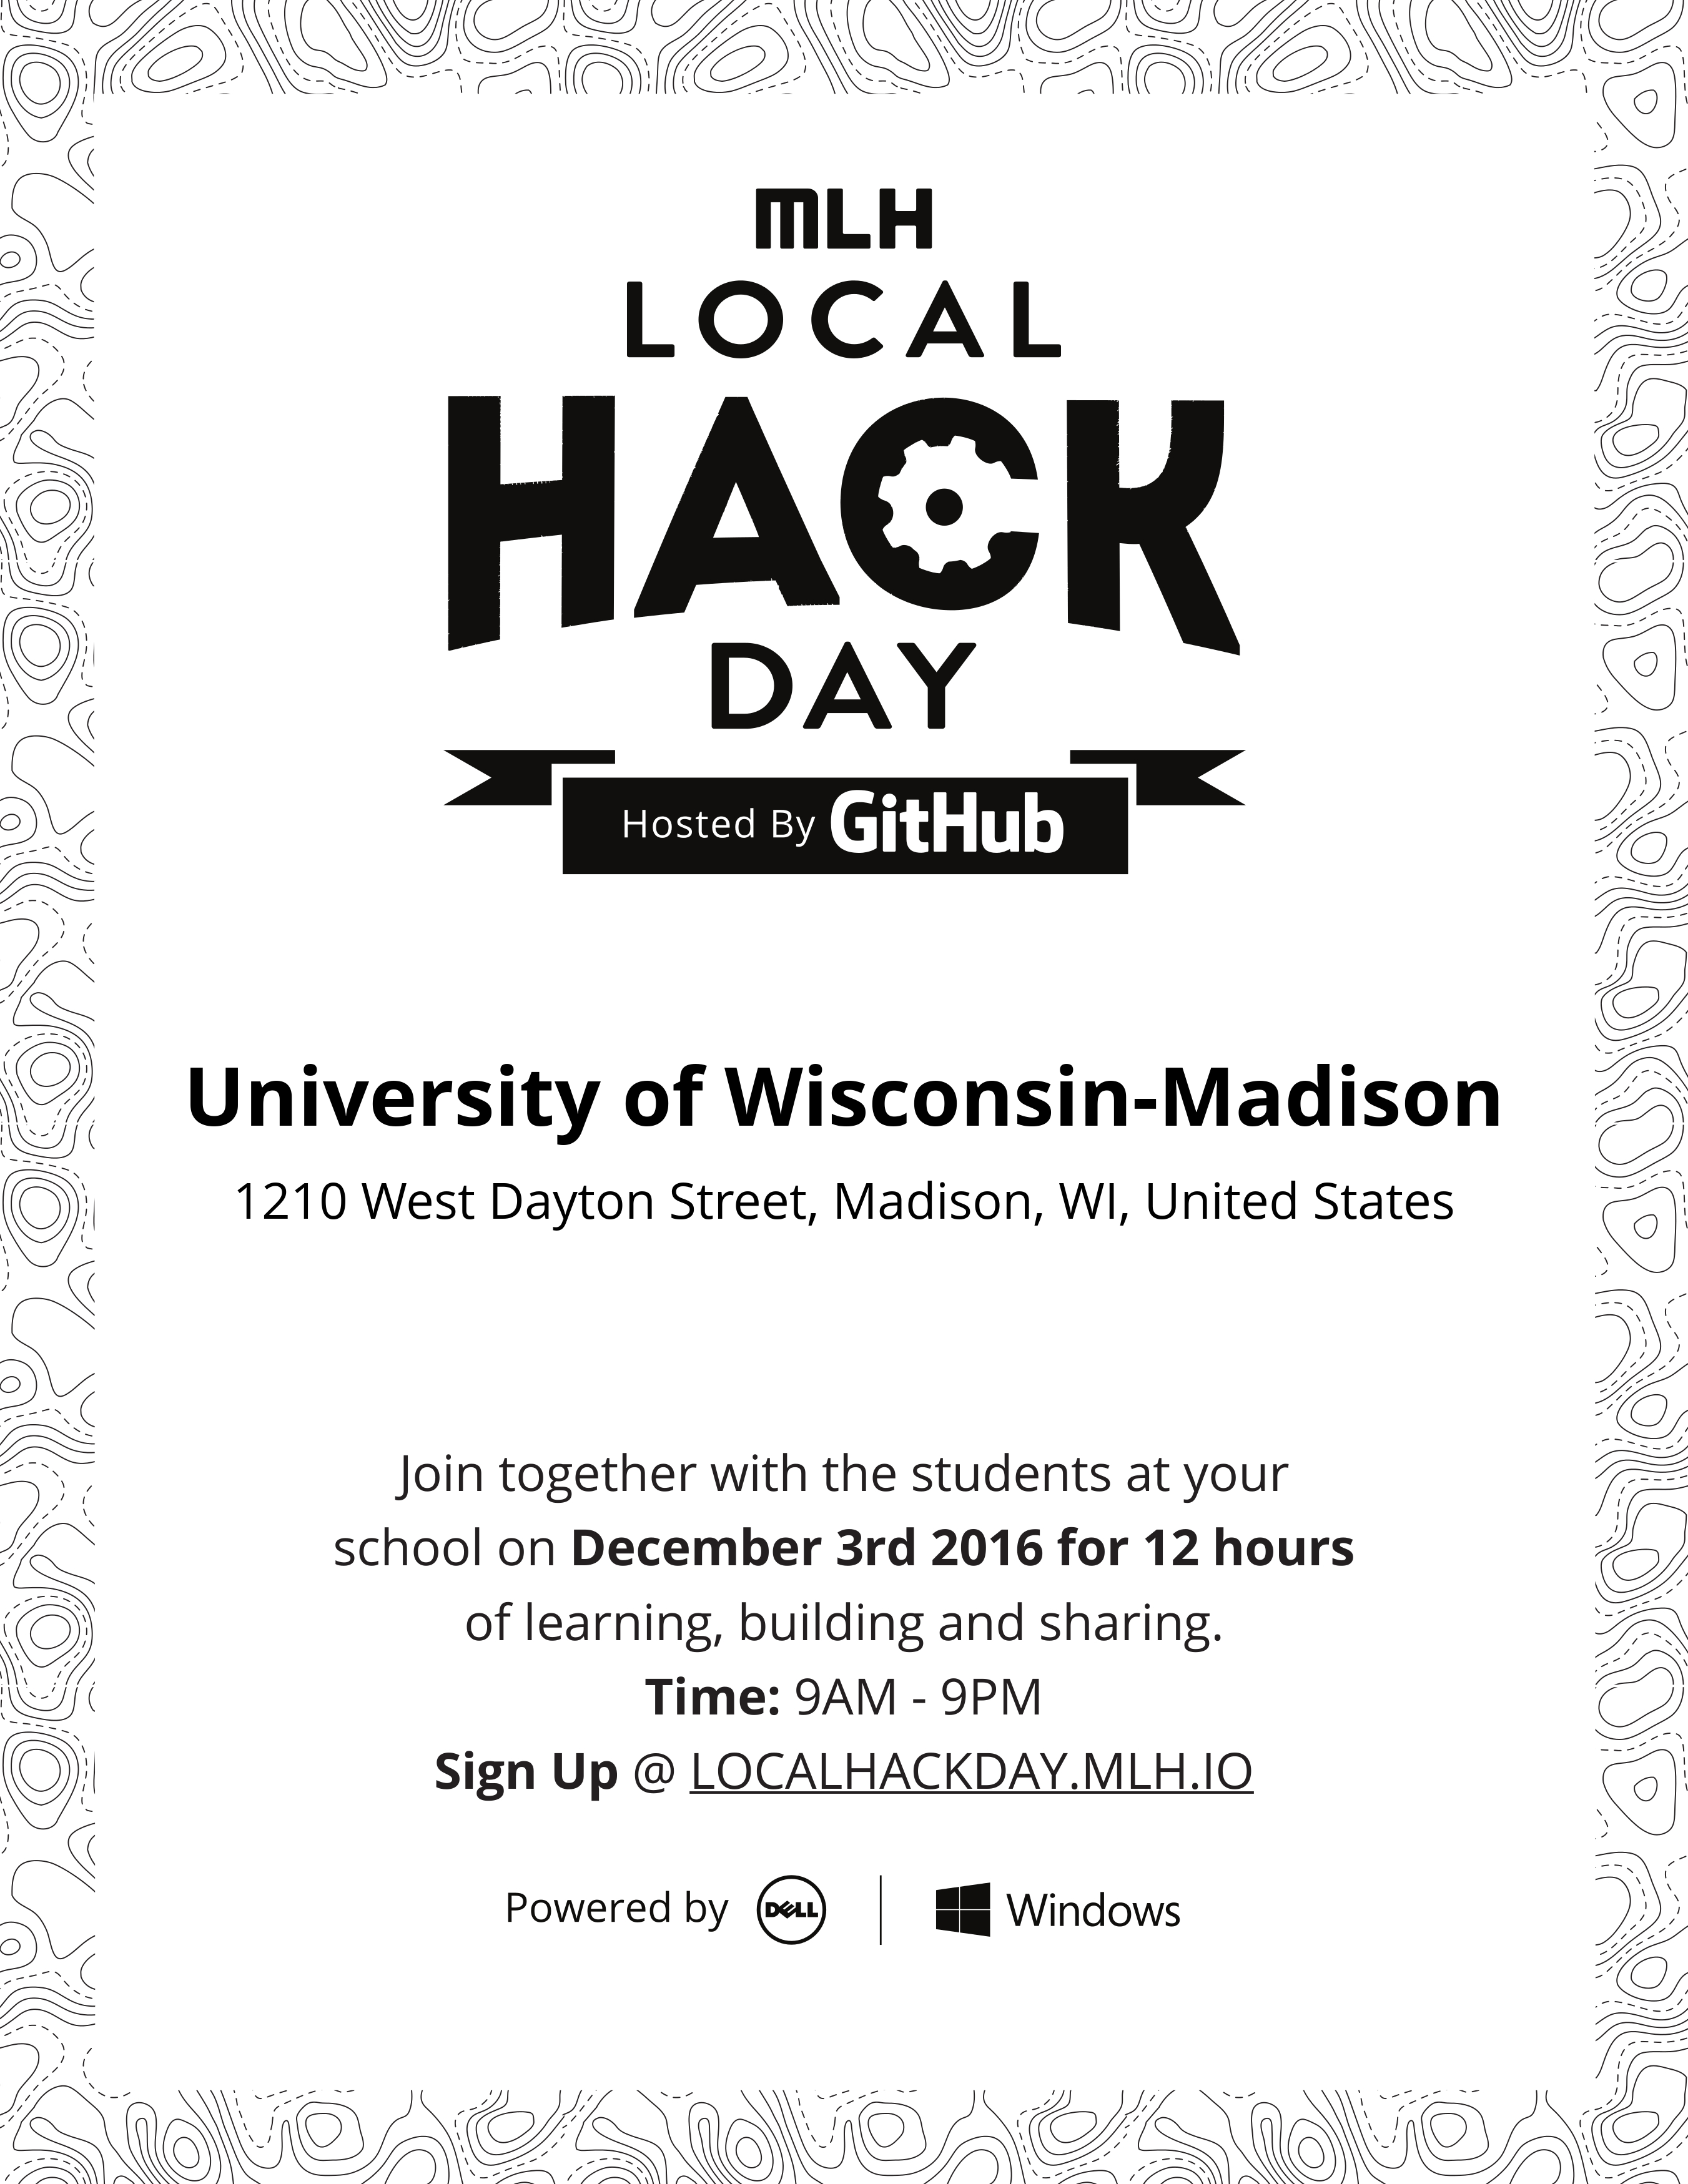 MLH
LOCAL
HACK
DAY
Hosted By GitHub
University of Wisconsin-Madison
1210 West Dayton Street, Madison, WI, United States
Join together with the students at your
school on December 3rd 2016 for 12 hours
of learning, building and sharing.
Time: 9AM - 9PM
Sign Up @ LOCALHACKDAY.MLH.IO
Powered by DELL | Windows